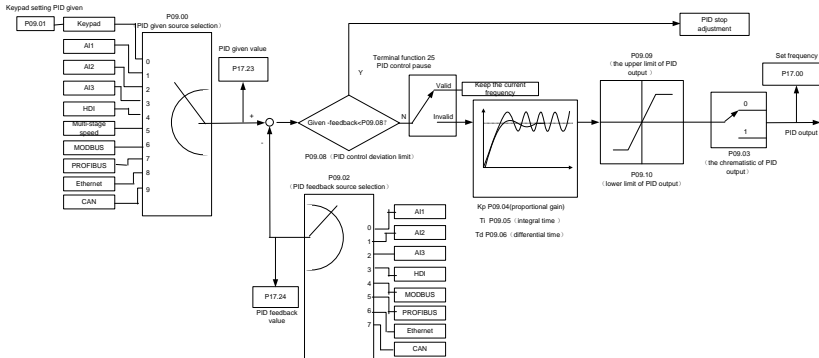 Keypad setting PID given
P09.01
Keypad
AI1
AI2
AI3
HDI
Multi-stage
speed
MODBUS
PROFIBUS
Ethernet
CAN
P09.00
(PID given source selection)
0
1
2
3
4
5
6
7
8
9
PID given value
P17.23
+
-
Given -feedback<P09.08?
Y
N
P09.08 (PID control deviation limit)
P09.02
(PID feedback source selection)
0
1
2
3
4
5
6
7
AI1
AI2
AI3
HDI
MODBUS
PROFIBUS
Ethernet
CAN
P17.24
PID feedback
value
Terminal function 25
PID control pause
Valid
Invalid
Keep the current
frequency
PID stop
adjustment
Kp P09.04(proportional gain)
Ti P09.05 (integral time)
Td P09.06 (differential time)
P09.09
(the upper limit of PID
output)
P09.10
(lower limit of PID output)
0
1
P09.03
(the chrematistic of PID
output)
Set frequency
P17.00
PID output